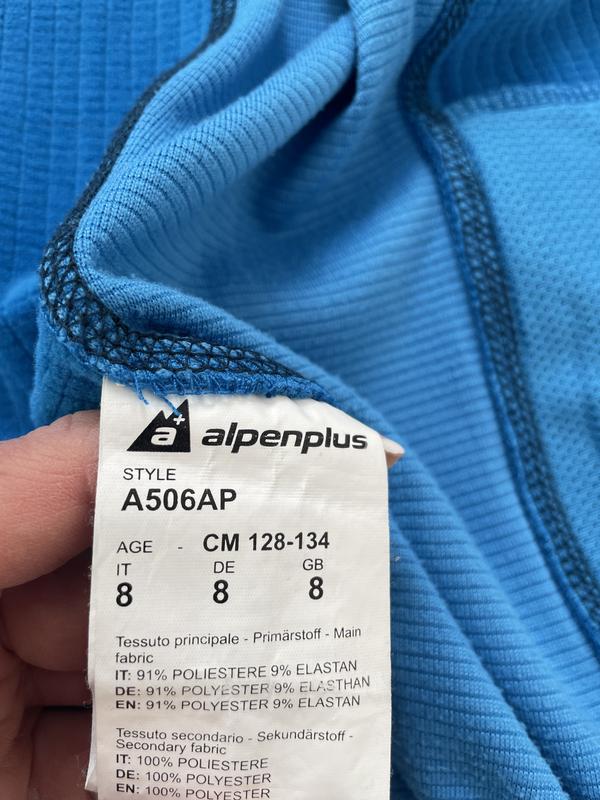 a+ alpenplus
STYLE
A506AP
AGE - CM 128-134
IT DE GB
8 8 8
Tessuto principale - Primärstoff - Main
fabric
IT: 91% POLIESTERE 9% ELASTAN
DE: 91% POLYESTER 9% ELASTHAN
EN: 91% POLYESTER 9% ELASTAN
Tessuto secondario - Sekundärstoff -
Secondary fabric
IT: 100% POLIESTERE
DE: 100% POLYESTER
EN: 100% POLYESTER